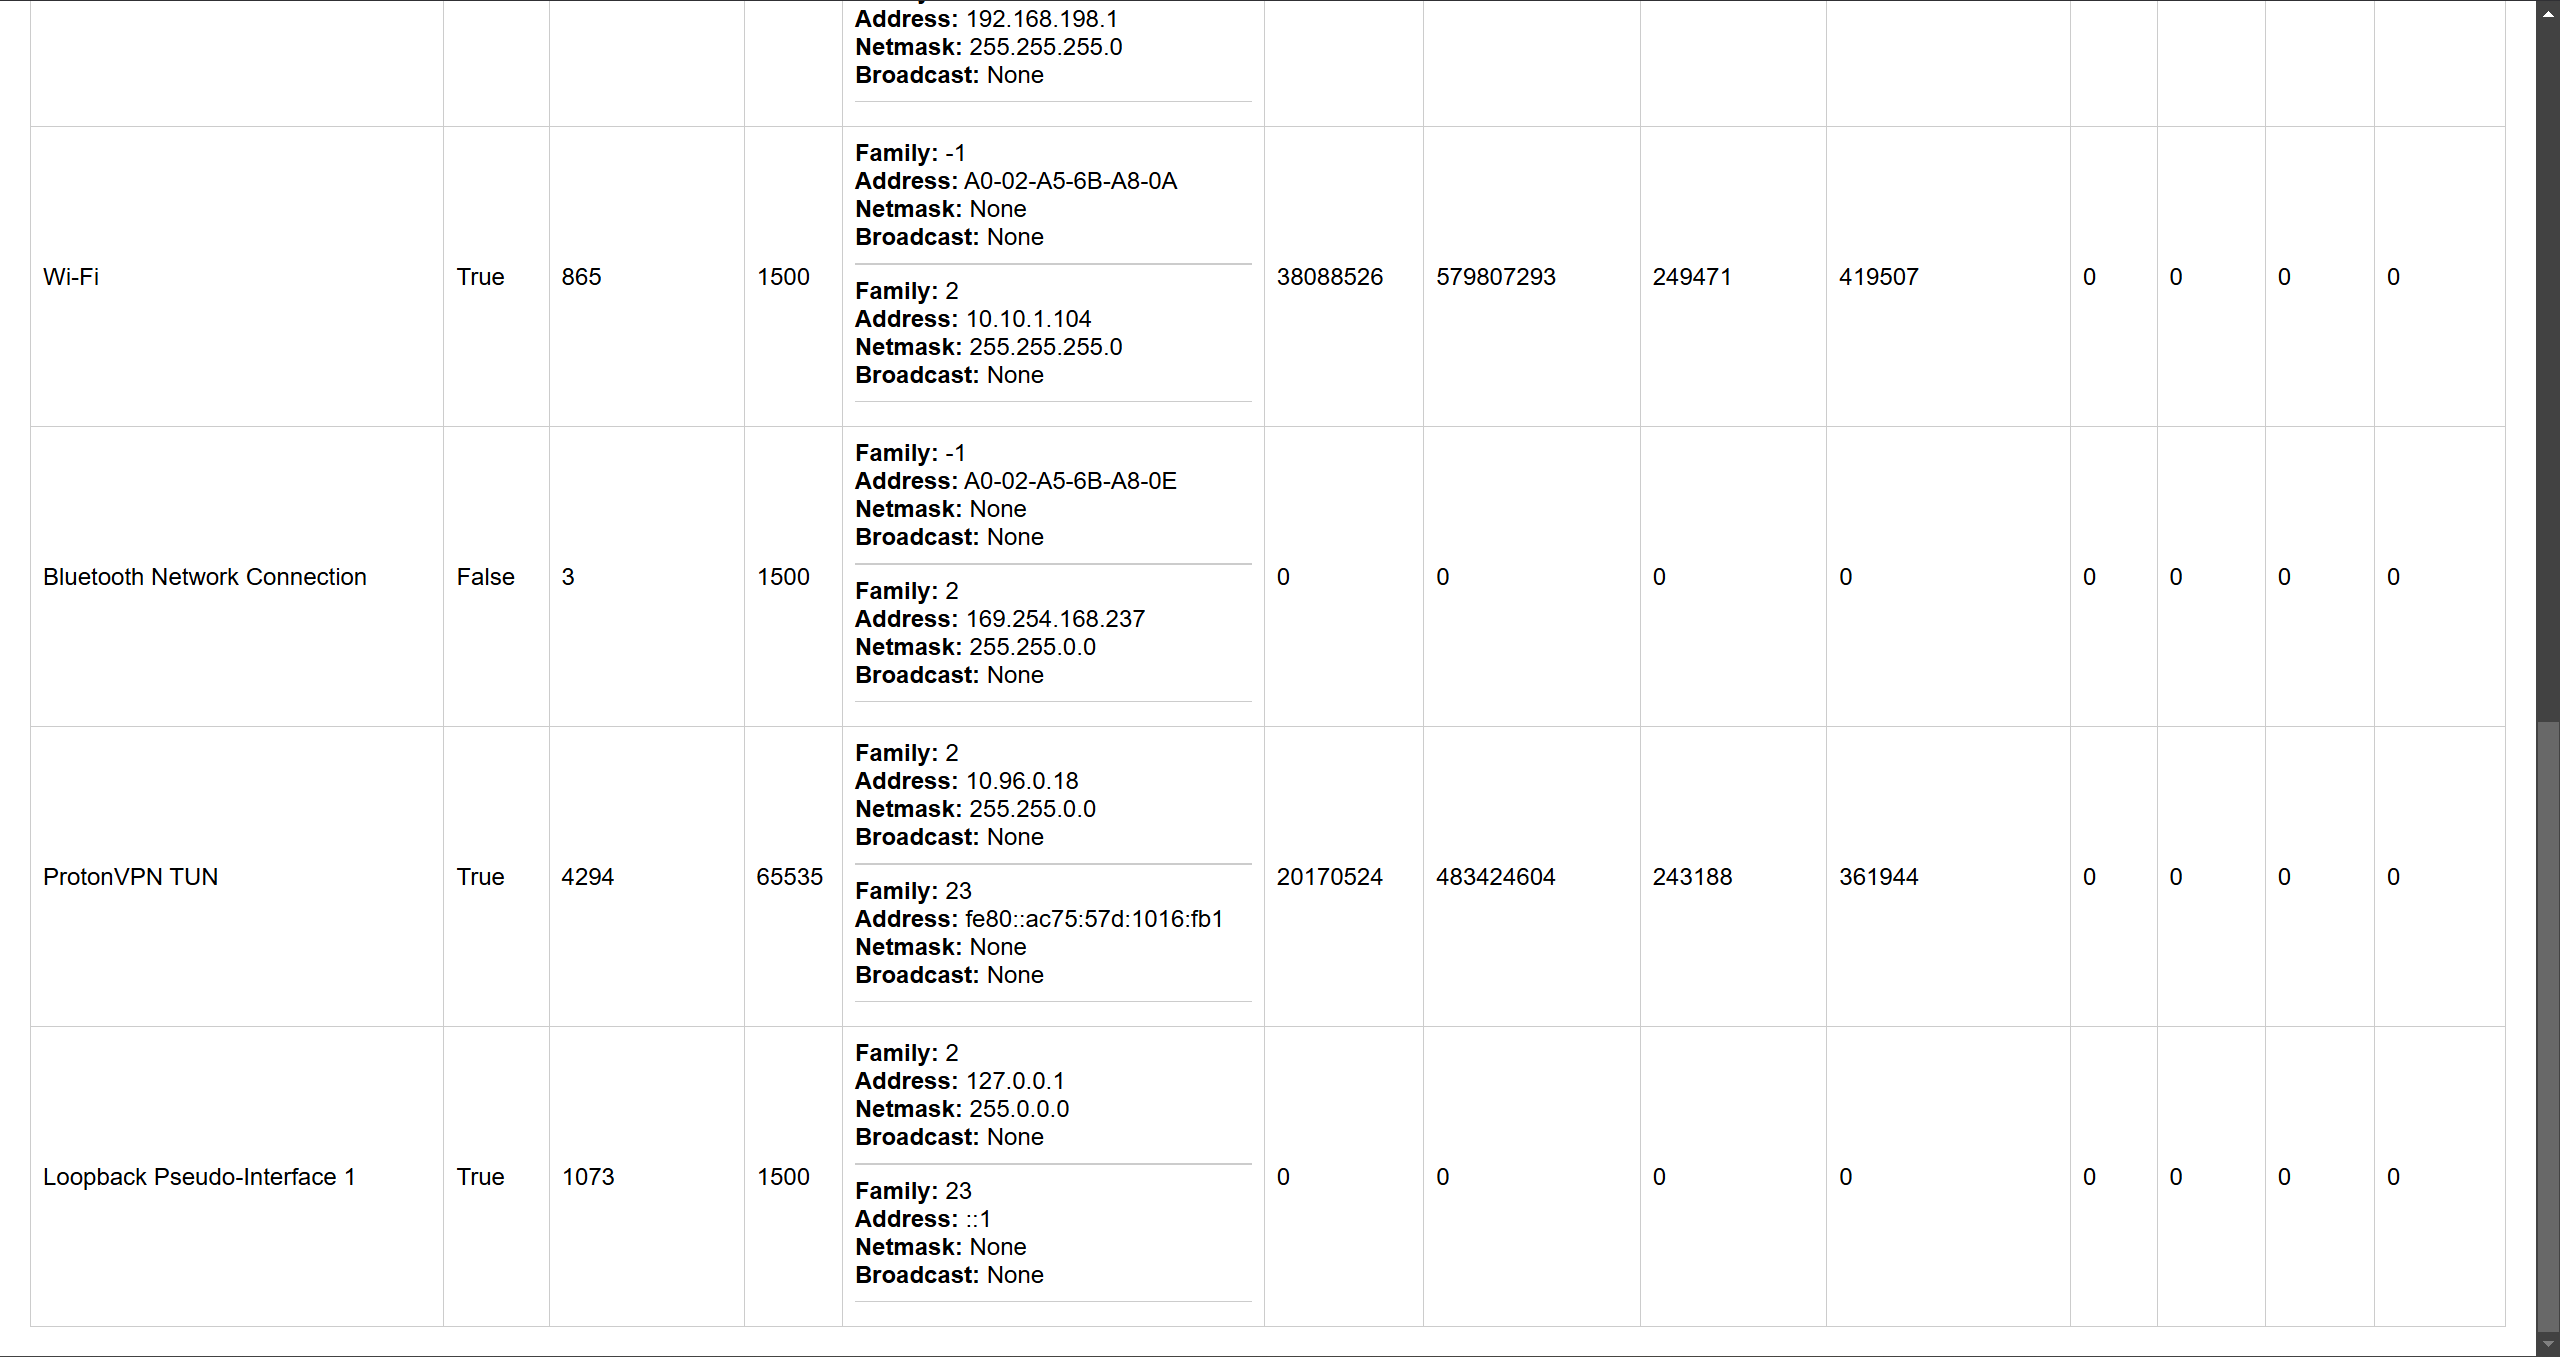 Address: 192.168.198.1
Netmask: 255.255.255.0
Broadcast: None
Wi-Fi
True
865
1500
Family: -1
Address: A0-02-A5-6B-A8-0A
Netmask: None
Broadcast: None
Family: 2
Address: 10.10.1.104
Netmask: 255.255.255.0
Broadcast: None
38088526
579807293
249471
419507
0
0
0
0
Bluetooth Network Connection
False
3
1500
Family: -1
Address: A0-02-A5-6B-A8-0E
Netmask: None
Broadcast: None
Family: 2
Address: 169.254.168.237
Netmask: 255.255.0.0
Broadcast: None
0
0
0
0
0
0
0
0
ProtonVPN TUN
True
4294
65535
Family: 2
Address: 10.96.0.18
Netmask: 255.255.0.0
Broadcast: None
Family: 23
Address: fe80::ac75:57d:1016:fb1
Netmask: None
Broadcast: None
20170524
483424604
243188
361944
0
0
0
0
Loopback Pseudo-Interface 1
True
1073
1500
Family: 2
Address: 127.0.0.1
Netmask: 255.0.0.0
Broadcast: None
Family: 23
Address: ::1
Netmask: None
Broadcast: None
0
0
0
0
0
0
0
0